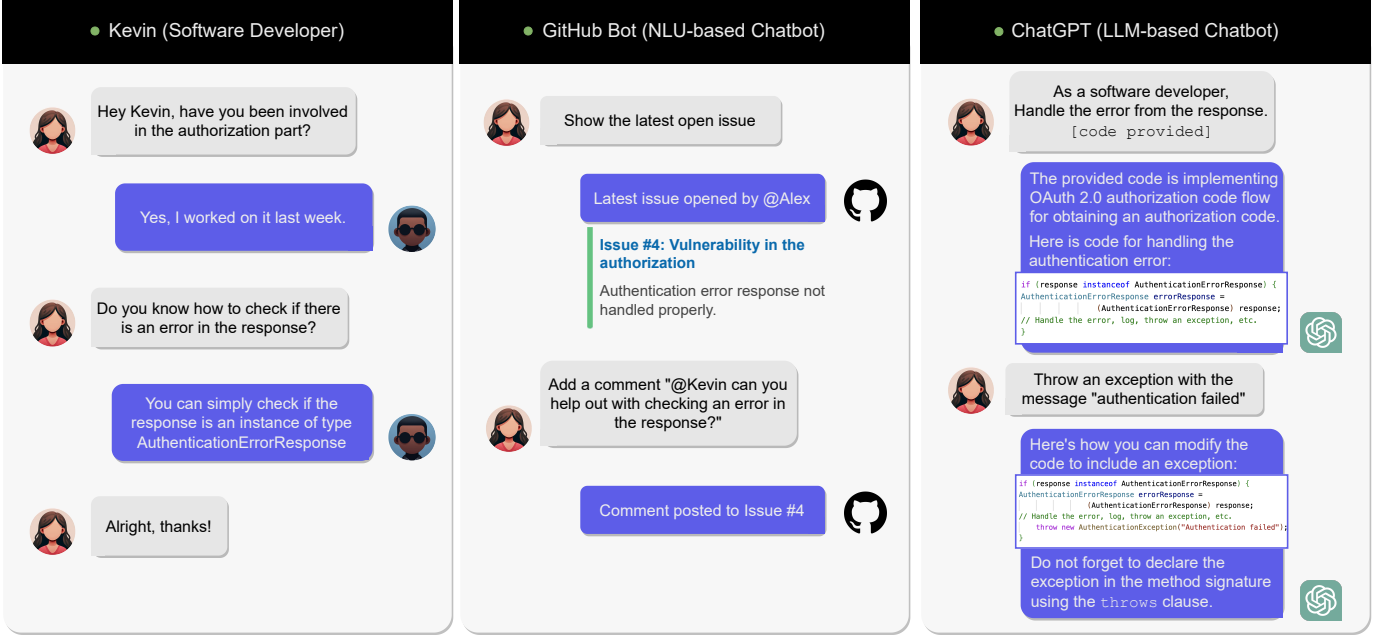 Kevin (Software Developer)
Hey Kevin, have you been involved
in the authorization part?
Yes, I worked on it last week.
Do you know how to check if there
is an error in the response?
You can simply check if the
response is an instance of type
AuthenticationErrorResponse
Alright, thanks!
GitHub Bot (NLU-based Chatbot)
Show the latest open issue
Latest issue opened by @Alex
Issue #4: Vulnerability in the
authorization
Authentication error response not
handled properly.
Add a comment "@Kevin can you
help out with checking an error in
the response?"
Comment posted to Issue #4
ChatGPT (LLM-based Chatbot)
As a software developer,
Handle the error from the response.
[code provided]
The provided code is implementing
OAuth 2.0 authorization code flow
for obtaining an authorization code.
Here is code for handling the
authentication error:
if (response instanceof AuthenticationErrorResponse) {
AuthenticationErrorResponse errorResponse =
(AuthenticationErrorResponse) response;
// Handle the error, log, throw an exception, etc.
}
Throw an exception with the
message "authentication failed"
Here's how you can modify the
code to include an exception:
if (response instanceof AuthenticationErrorResponse) {
AuthenticationErrorResponse errorResponse =
(AuthenticationErrorResponse) response;
// Handle the error, log, throw an exception, etc.
throw new AuthenticationException("Authentication failed");
}
Do not forget to declare the
exception in the method signature
using the throws clause.